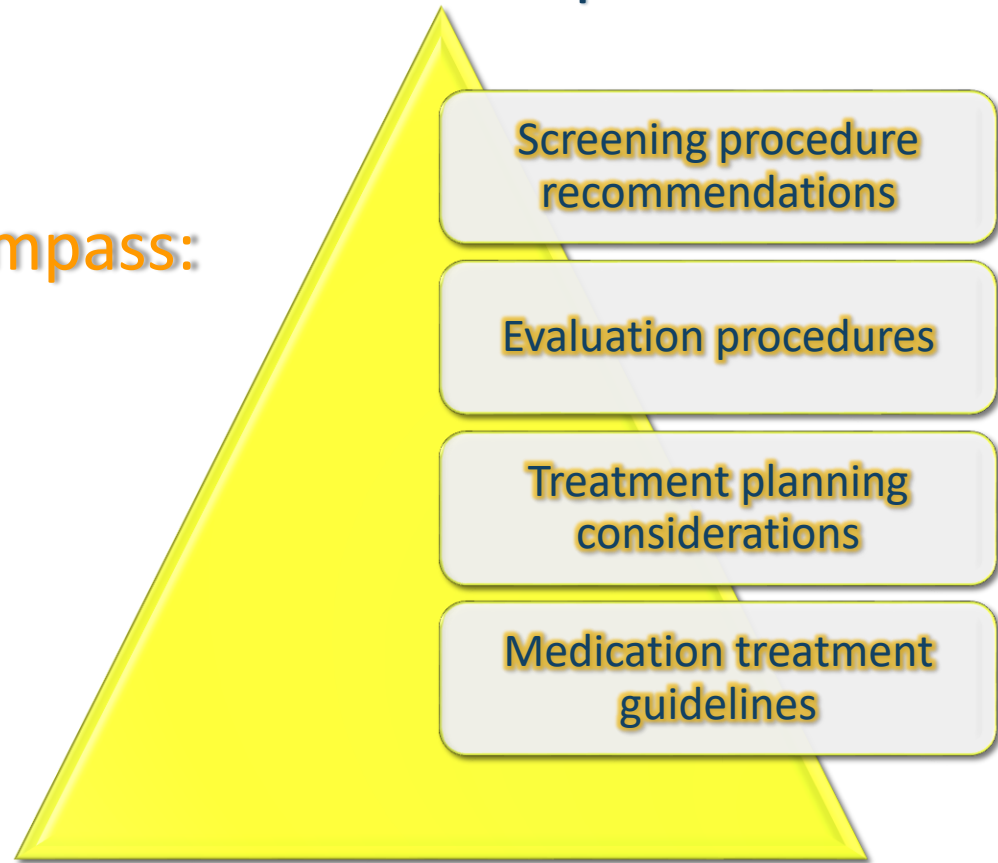 mpass:
Screening procedure
recommendations
Evaluation procedures
Treatment planning
considerations
Medication treatment
guidelines